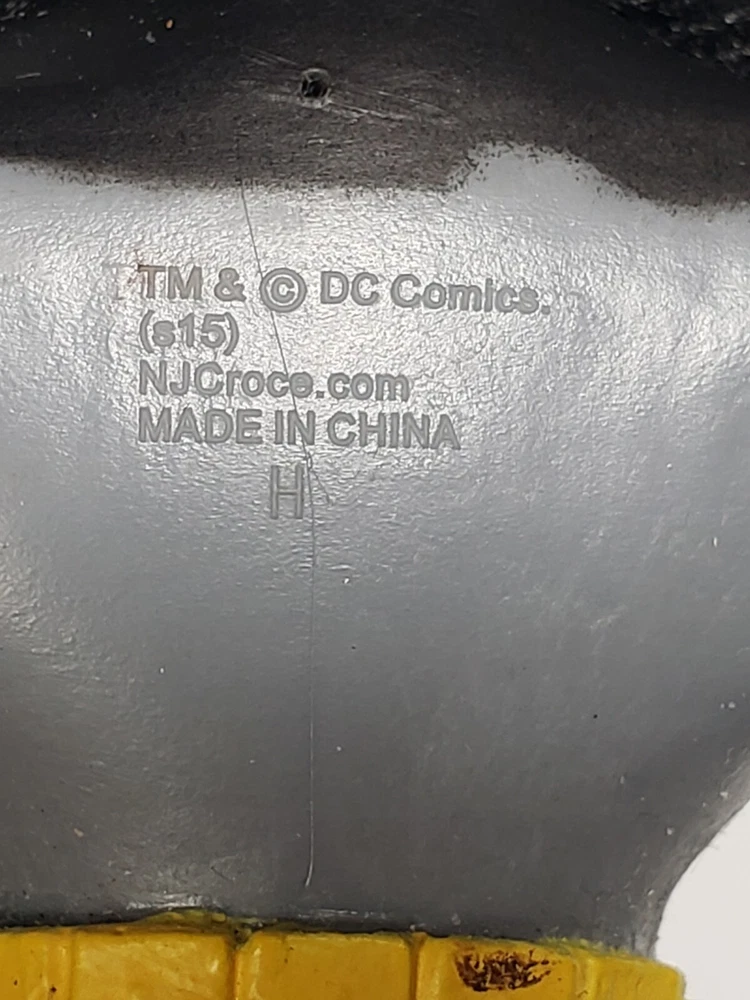 TM & © DC Comics.
(s15)
NJCroce.com
MADE IN CHINA
H